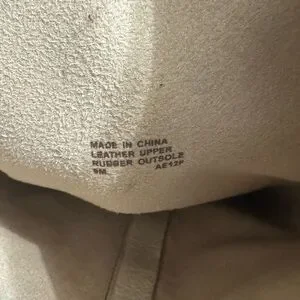 MADE IN CHINA
LEATHER UPPER
RUBBER OUTSOLE
9M AE12F